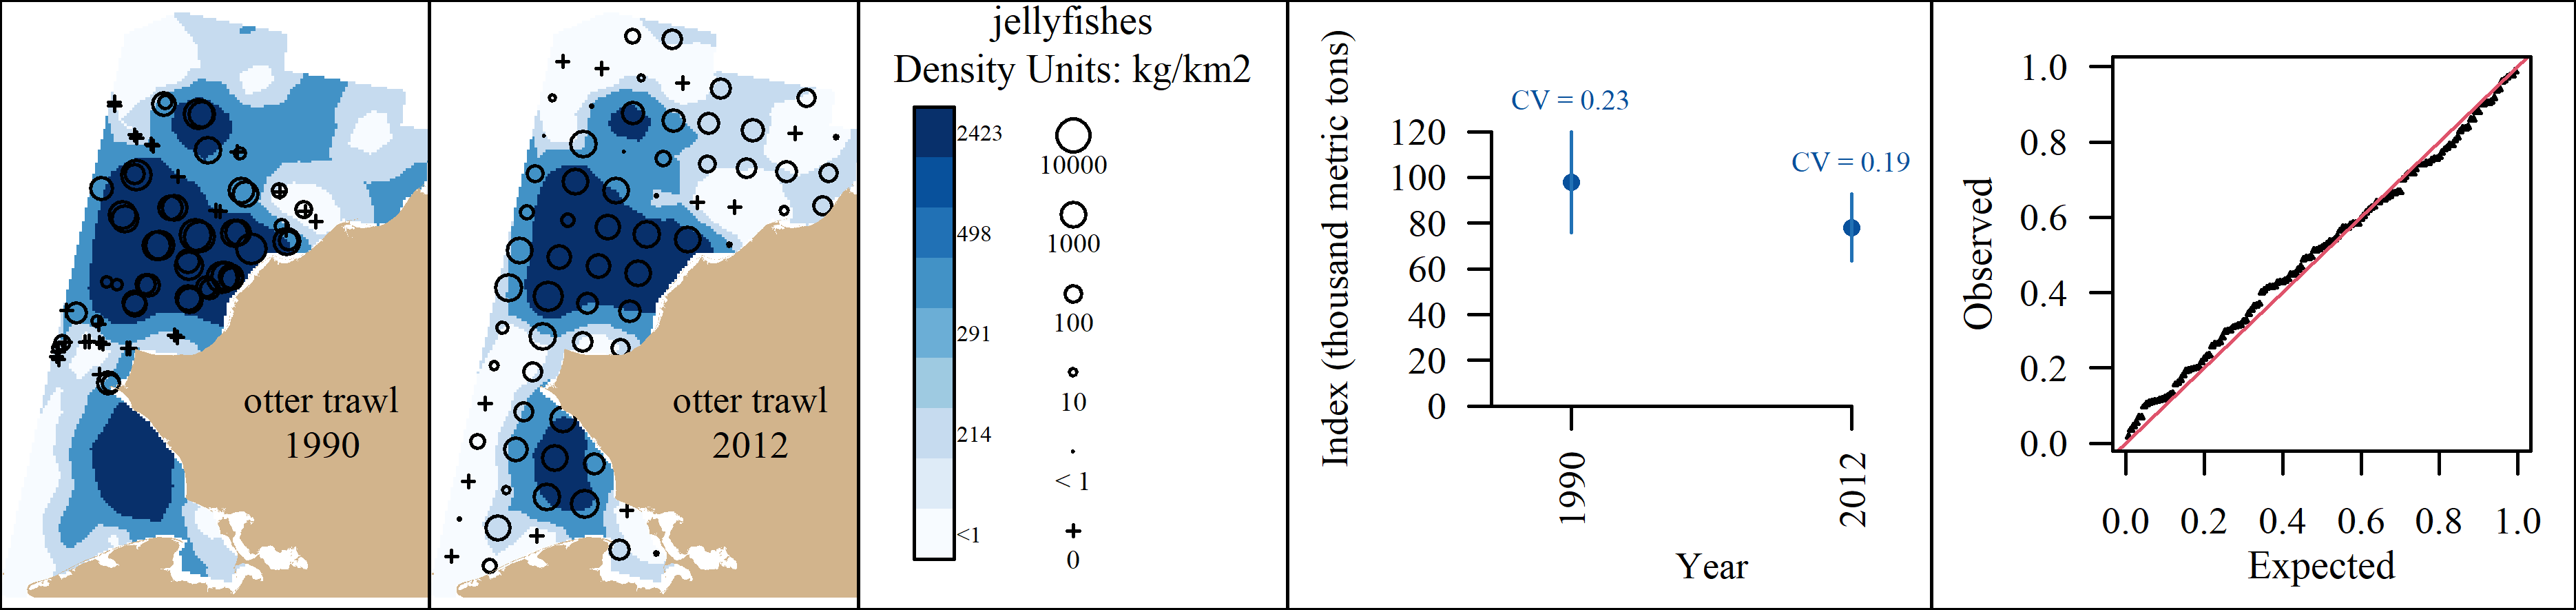 otter trawl
1990
otter trawl
2012
jellyfishes
Density Units: kg/km2
2423
498
291
214
<1
10000
1000
100
10
< 1
0
Index (thousand metric tons)
120
100
80
60
40
20
0
CV = 0.23
CV = 0.19
1990
2012
Year
Observed
1.0
0.8
0.6
0.4
0.2
0.0
0.0 0.2 0.4 0.6 0.8 1.0
Expected